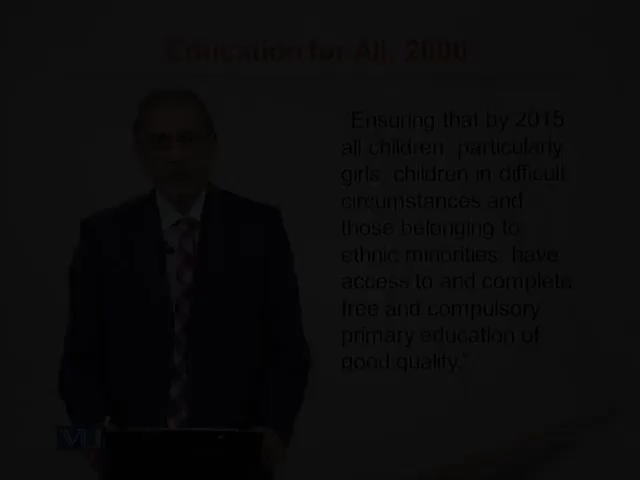 Education for All, 2000
"Ensuring that by 2015
all children, particularly
girls, children in difficult
circumstances and
those belonging to
ethnic minorities, have
access to and complete
free and compulsory
primary education of
good quality."
VU